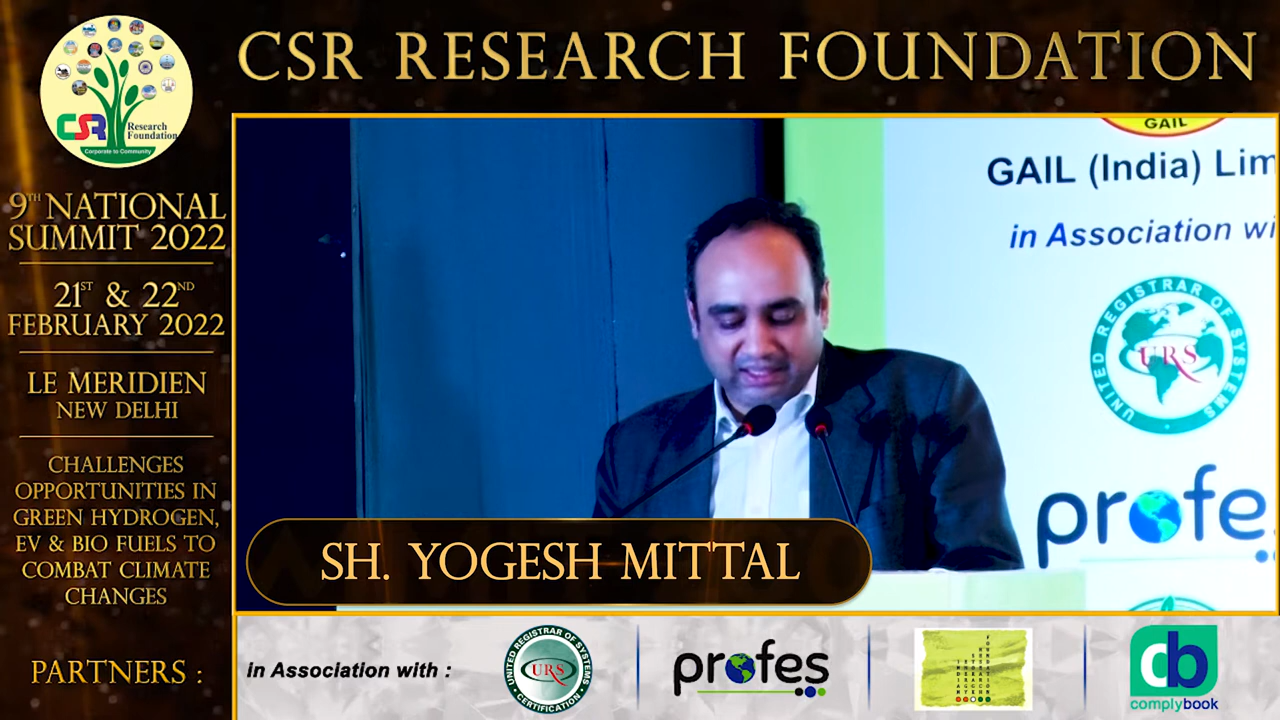 CSR RESEARCH FOUNDATION
CSR Research
Foundation
Corporate to Community
9TH NATIONAL
SUMMIT 2022
21ST & 22ND
FEBRUARY 2022
LE MERIDIEN
NEW DELHI
CHALLENGES
OPPORTUNITIES IN
GREEN HYDROGEN,
EV & BIO FUELS TO
COMBAT CLIMATE
CHANGES
PARTNERS :
GAIL
GAIL (India) Lim
in Association wi
UNITED REGISTRAR OF SYSTEMS
URS
profes
SH. YOGESH MITTAL
in Association with :
UNITED REGISTRAR OF SYSTEMS
URS
CERTIFICATION
profes
cb
complybook